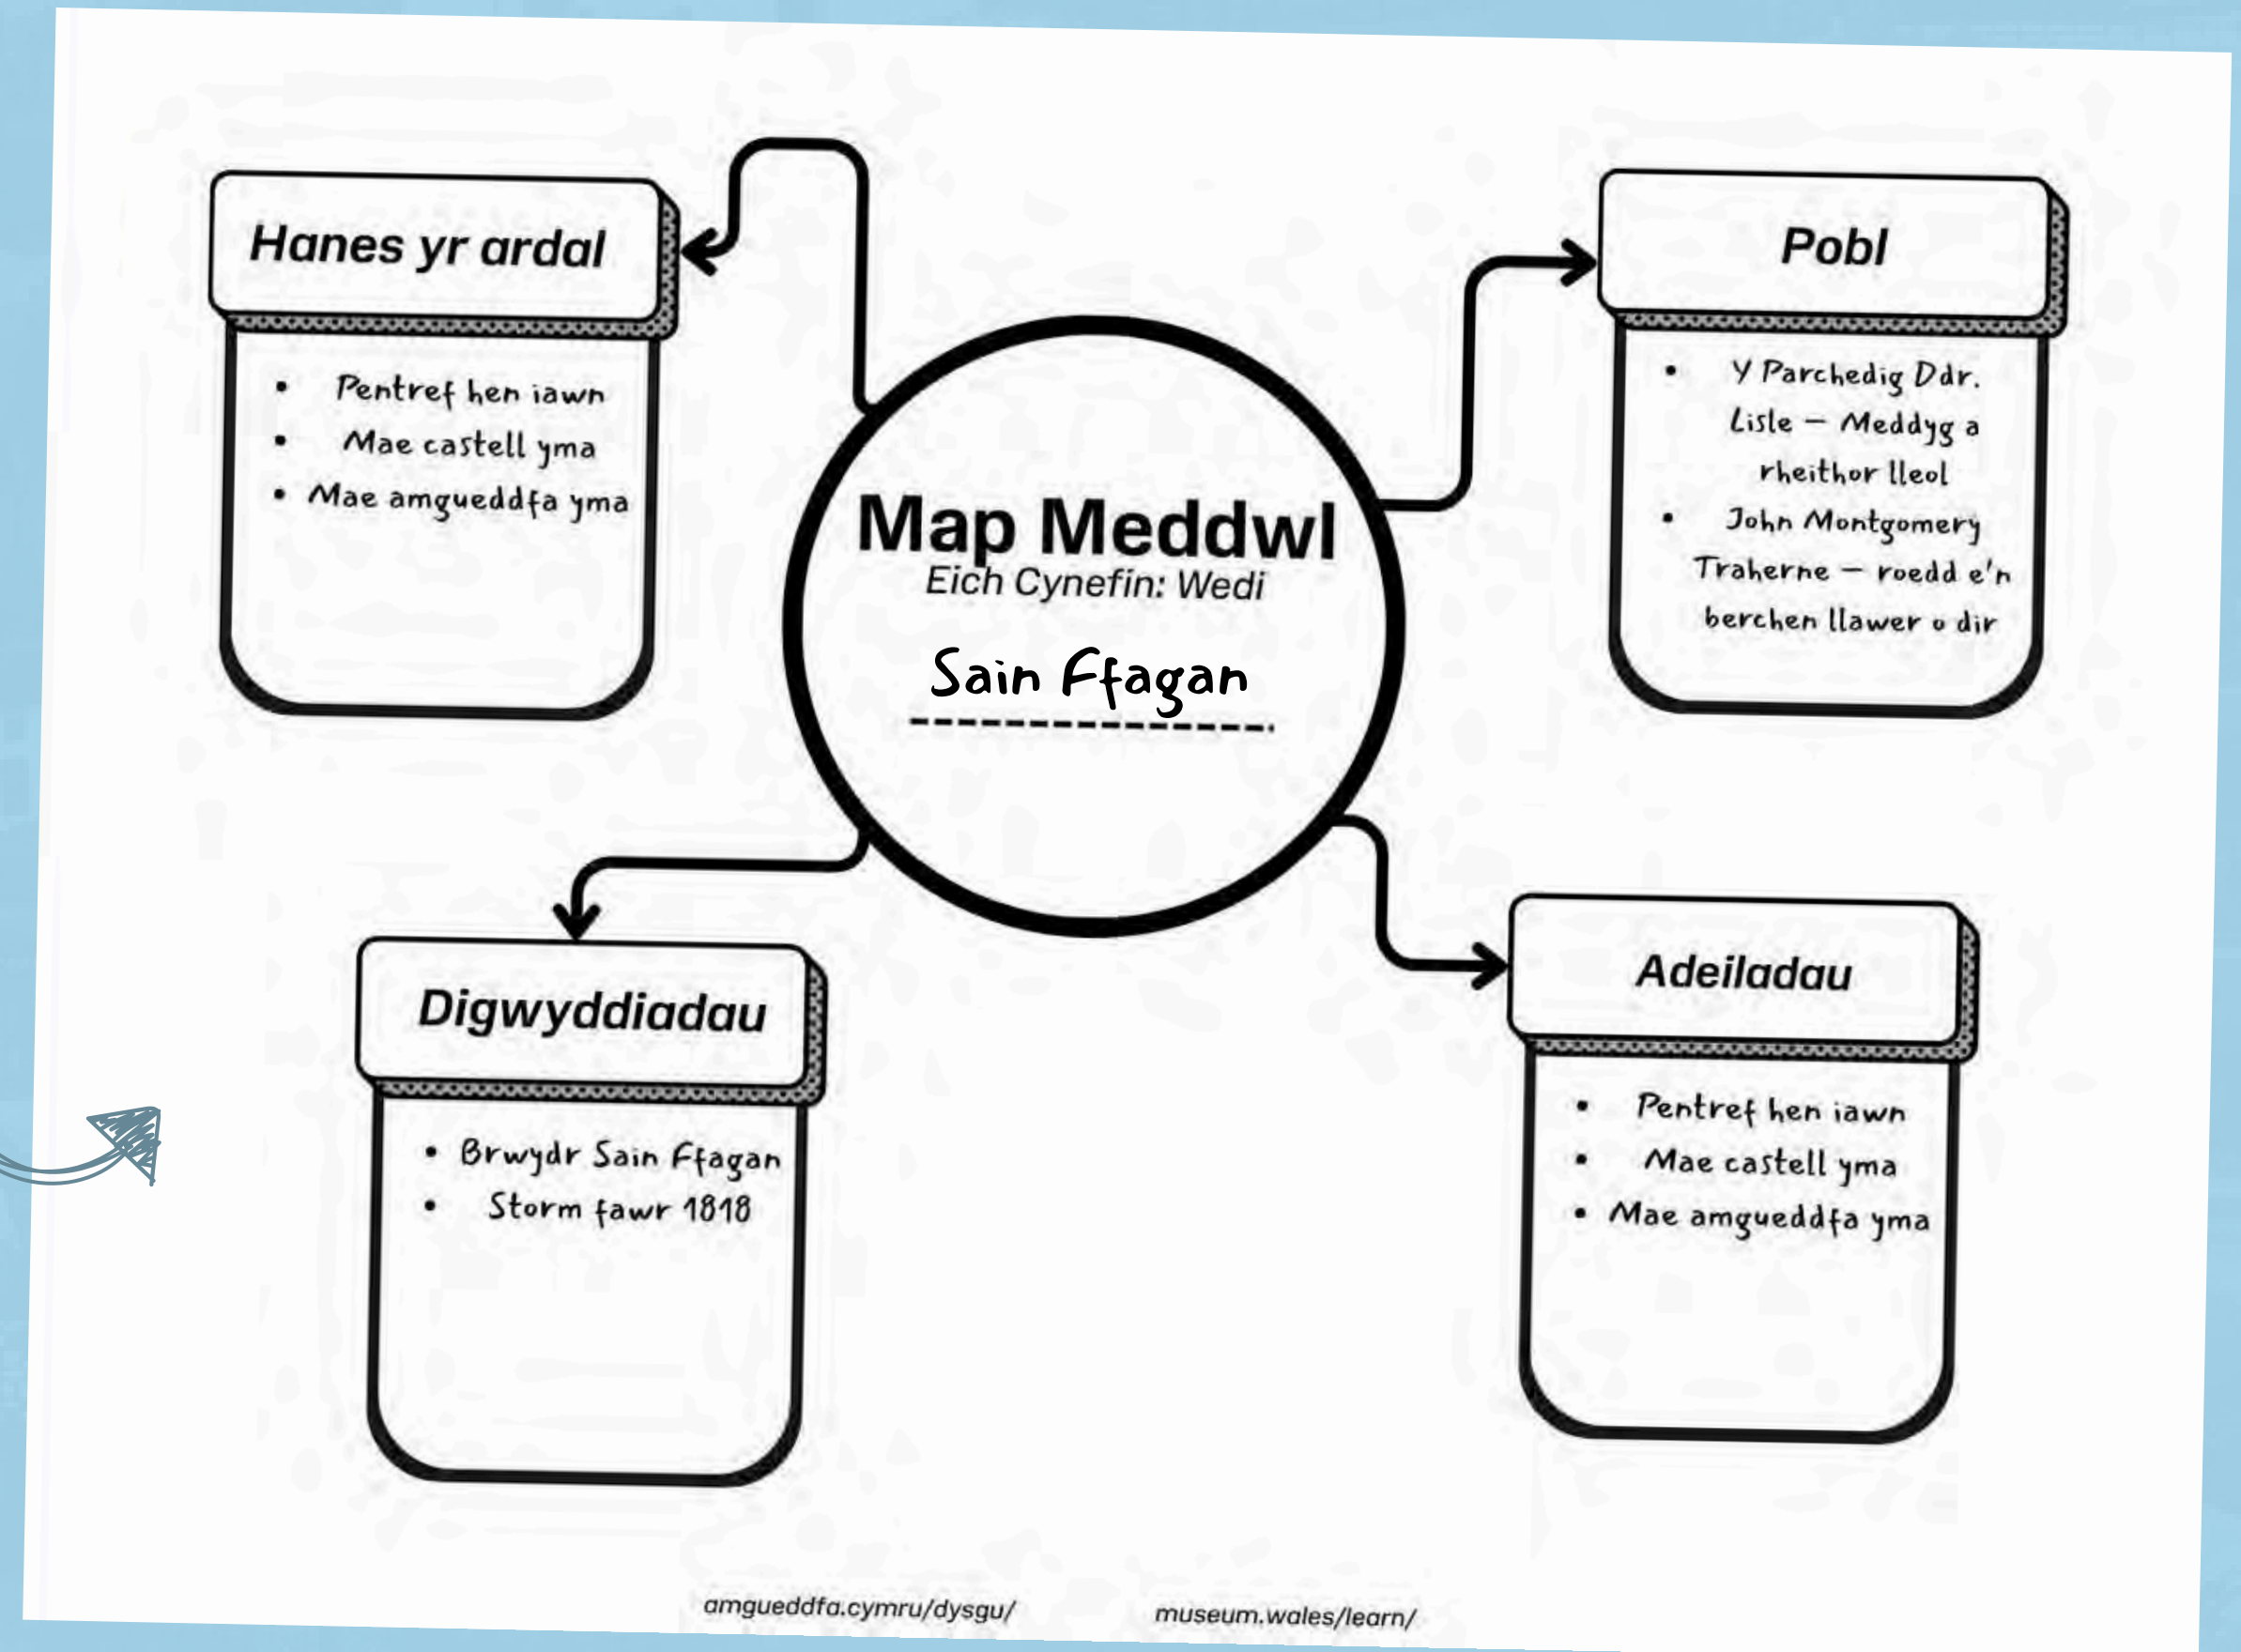 Hanes yr ardal
• Pentref hen iawn
• Mae castell yma
• Mae amgueddfa yma
Map Meddwl
Eich Cynefin: Wedi
Sain Ffagan
Pobl
• Y Parchedig Ddr.
Lisle – Meddyg a
rheithor lleol
• John Montgomery
Traherne – roedd e'n
berchen llawer o dir
Digwyddiadau
• Brwydr Sain Ffagan
• Storm fawr 1818
Adeiladau
• Pentref hen iawn
• Mae castell yma
• Mae amgueddfa yma
amgueddfa.cymru/dysgu/
museum.wales/learn/